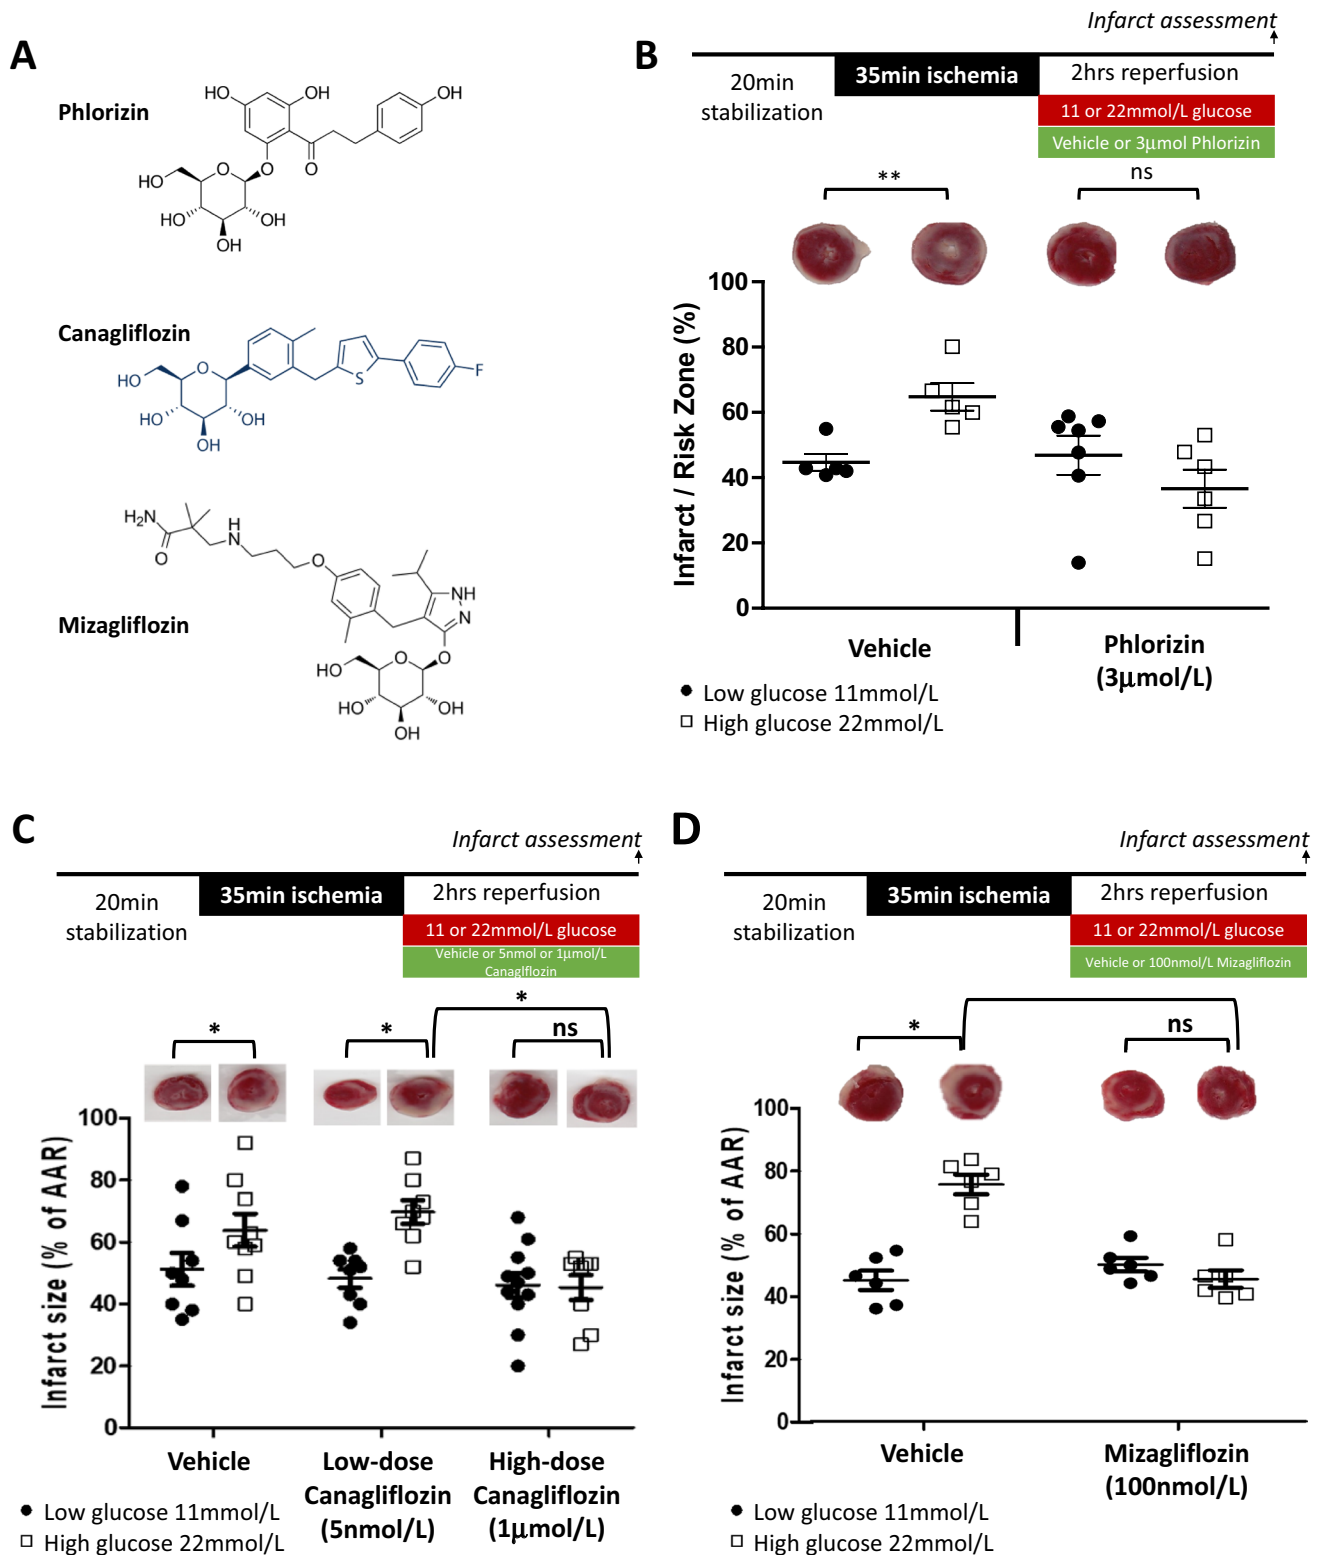 A
Phlorizin
HO
OH
OH
O
O
O
HO
HO
OH
OH
Canagliflozin
HO
O
S
F
HO
OH
OH
Mizagliflozin
H2N
O
H
N
O
NH
N
O
O
HO
HO
OH
OH
B
Infarct assessment
20min
stabilization
35min ischemia
2hrs reperfusion
11 or 22mmol/L glucose
Vehicle or 3μmol Phlorizin
**
ns
Infarct / Risk Zone (%)
100
80
60
40
20
0
Vehicle
Phlorizin
(3μmol/L)
Low glucose 11mmol/L
High glucose 22mmol/L
C
Infarct assessment
20min
stabilization
35min ischemia
2hrs reperfusion
11 or 22mmol/L glucose
Vehicle or 5nmol or 1μmol/L
Canaglflozin
*
*
*
ns
Infarct size (% of AAR)
100
80
60
40
20
0
Vehicle
Low-dose
Canagliflozin
(5nmol/L)
High-dose
Canagliflozin
(1μmol/L)
Low glucose 11mmol/L
High glucose 22mmol/L
D
Infarct assessment
20min
stabilization
35min ischemia
2hrs reperfusion
11 or 22mmol/L glucose
Vehicle or 100nmol/L Mizagliflozin
*
ns
Infarct size (% of AAR)
100
80
60
40
20
0
Vehicle
Mizagliflozin
(100nmol/L)
Low glucose 11mmol/L
High glucose 22mmol/L